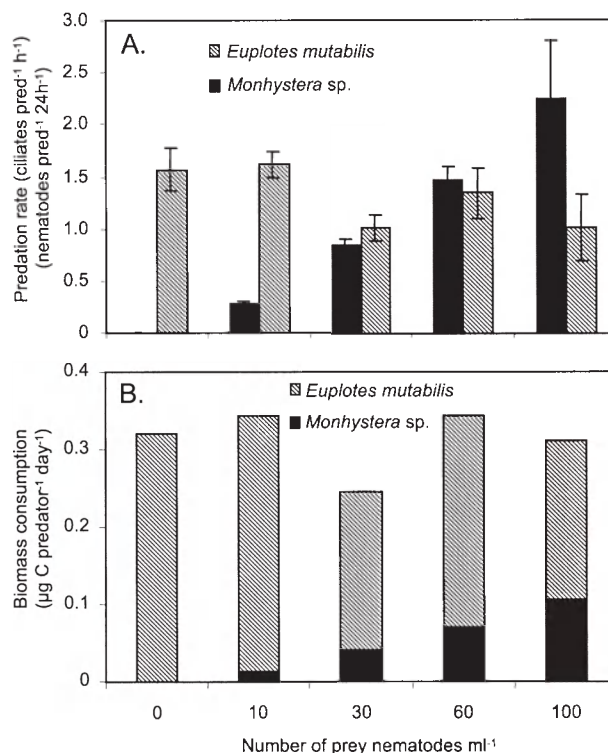 A.
Euplotes mutabilis
Monhystera sp.
Predation rate (ciliates pred⁻¹ h⁻¹)
(nematodes pred⁻¹ 24h⁻¹)
3.0
2.5
2.0
1.5
1.0
0.5
0
B.
Euplotes mutabilis
Monhystera sp.
Biomass consumption
(µg C predator⁻¹ day⁻¹)
0.4
0.3
0.2
0.1
0
0 10 30 60 100
Number of prey nematodes ml⁻¹